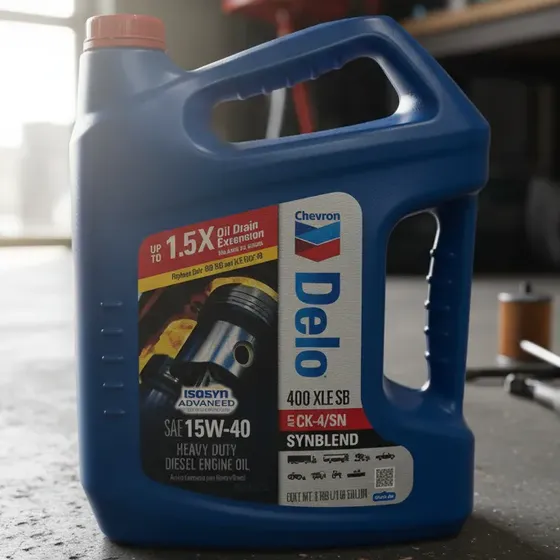 UP TO 1.5X Oil Drain Extension
Chevron
Delo
ISOSYN
ADVANCED
SAE 15W-40
HEAVY DUTY
DIESEL ENGINE OIL
400 XLE SB
API CK-4/SN
SYNBLEND